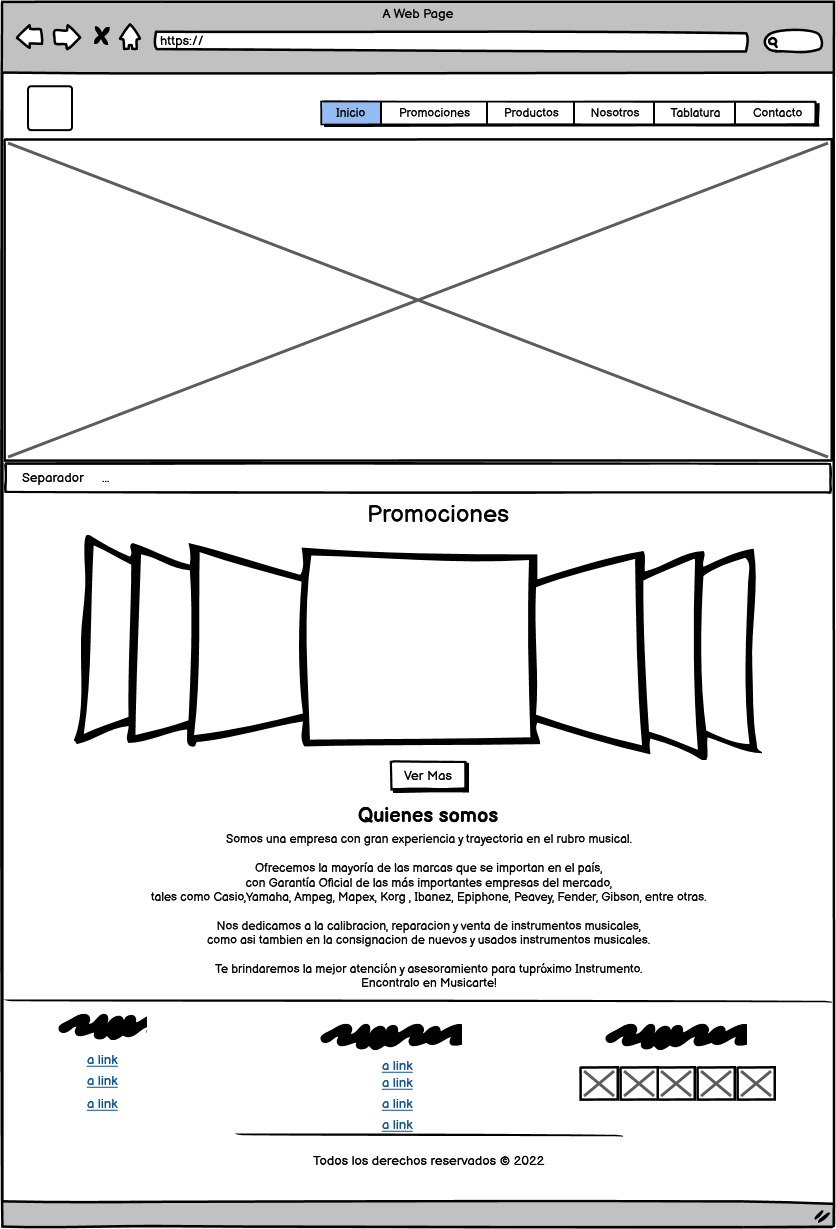 A Web Page
https://
Inicio Promociones Productos Nosotros Tablatura Contacto
Separador ...
Promociones
Ver Mas
Quienes somos
Somos una empresa con gran experiencia y trayectoria en el rubro musical.
Ofrecemos la mayoría de las marcas que se importan en el país,
con Garantía Oficial de las más importantes empresas del mercado,
tales como Casio,Yamaha, Ampeg, Mapex, Korg , Ibanez, Epiphone, Peavey, Fender, Gibson, entre otras.
Nos dedicamos a la calibracion, reparacion y venta de instrumentos musicales,
como asi tambien en la consignacion de nuevos y usados instrumentos musicales.
Te brindaremos la mejor atención y asesoramiento para tupróximo Instrumento.
Encontralo en Musicarte!
a link
a link
a link
a link
a link
a link
a link
Todos los derechos reservados © 2022